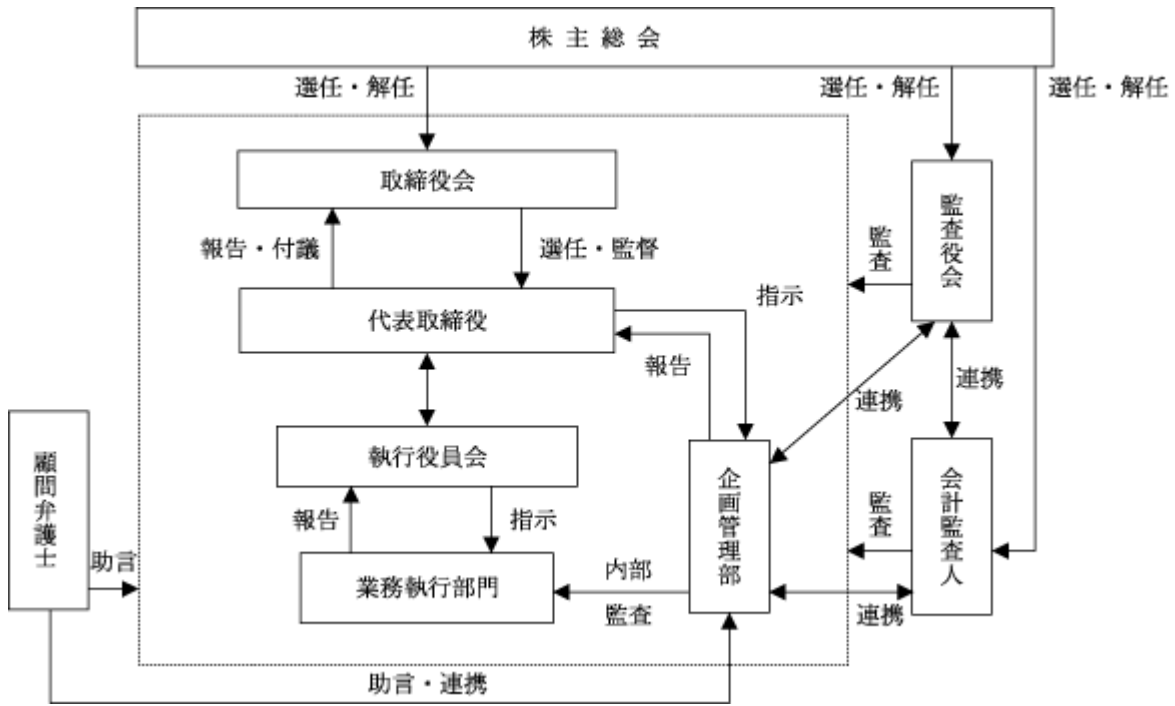 株 主 総 会
選任・解任
選任・解任
選任・解任
取締役会
監査役会
報告・付議
選任・監督
監査
代表取締役
指示
報告
連携
連携
執行役員会
顧問弁護士
企画管理部
会計監査人
報告
指示
監査
助言
業務執行部門
内部
監査
連携
助言・連携